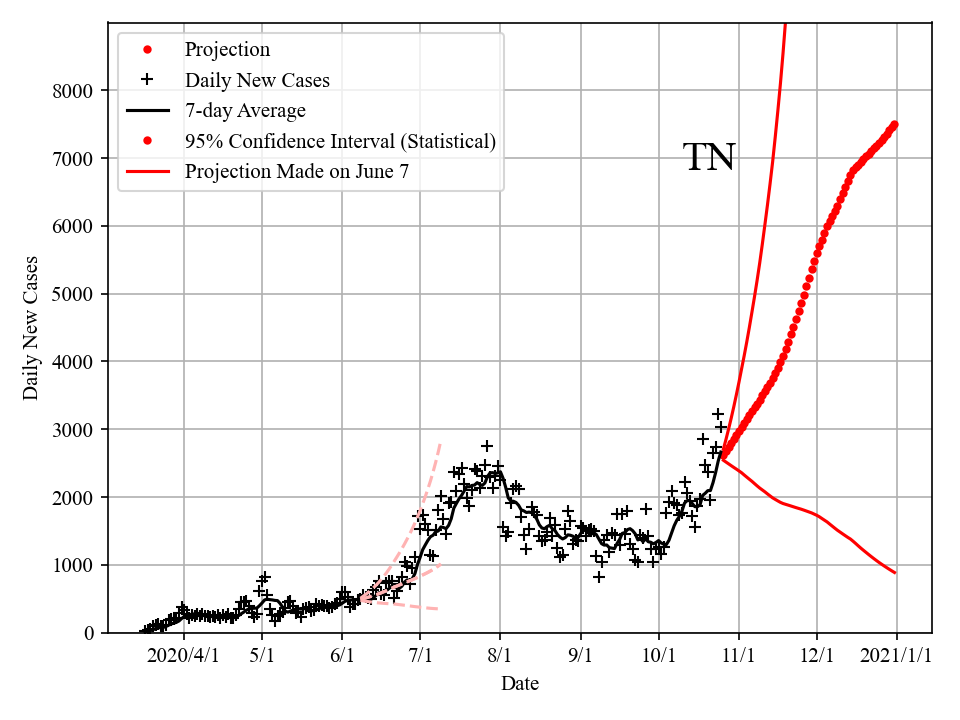 Projection
Daily New Cases
7-day Average
95% Confidence Interval (Statistical)
Projection Made on June 7
TN
Daily New Cases
8000
7000
6000
5000
4000
3000
2000
1000
0
2020/4/1 5/1 6/1 7/1 8/1 9/1 10/1 11/1 12/1 2021/1/1
Date